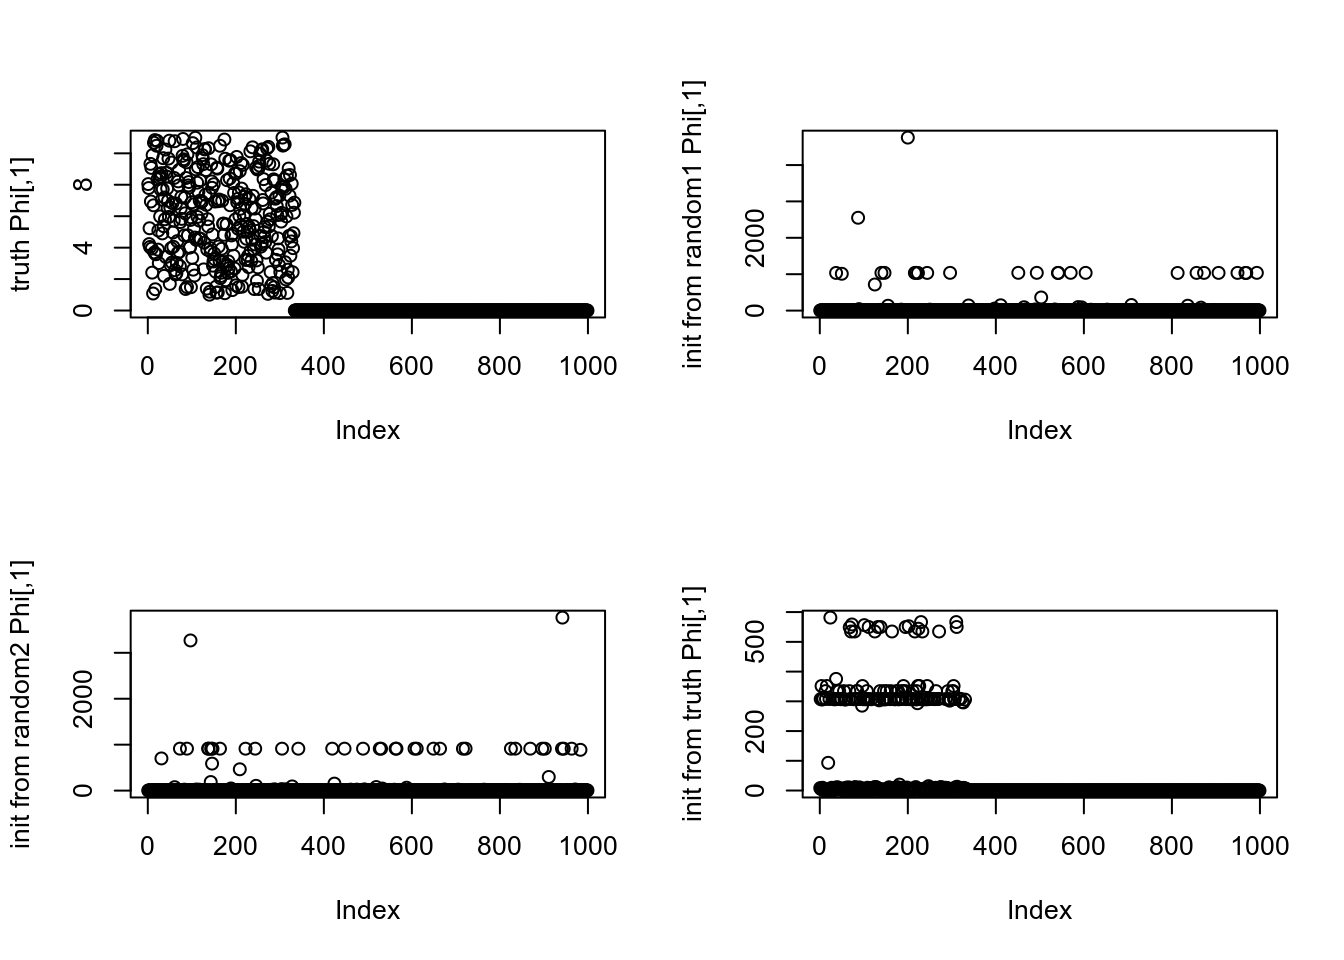 truth Phi[,1]
8
4
0
0 200 400 600 800 1000
Index
init from random1 Phi[,1]
2000
0
0 200 400 600 800 1000
Index
init from random2 Phi[,1]
2000
0
0 200 400 600 800 1000
Index
init from truth Phi[,1]
500
200
0
0 200 400 600 800 1000
Index